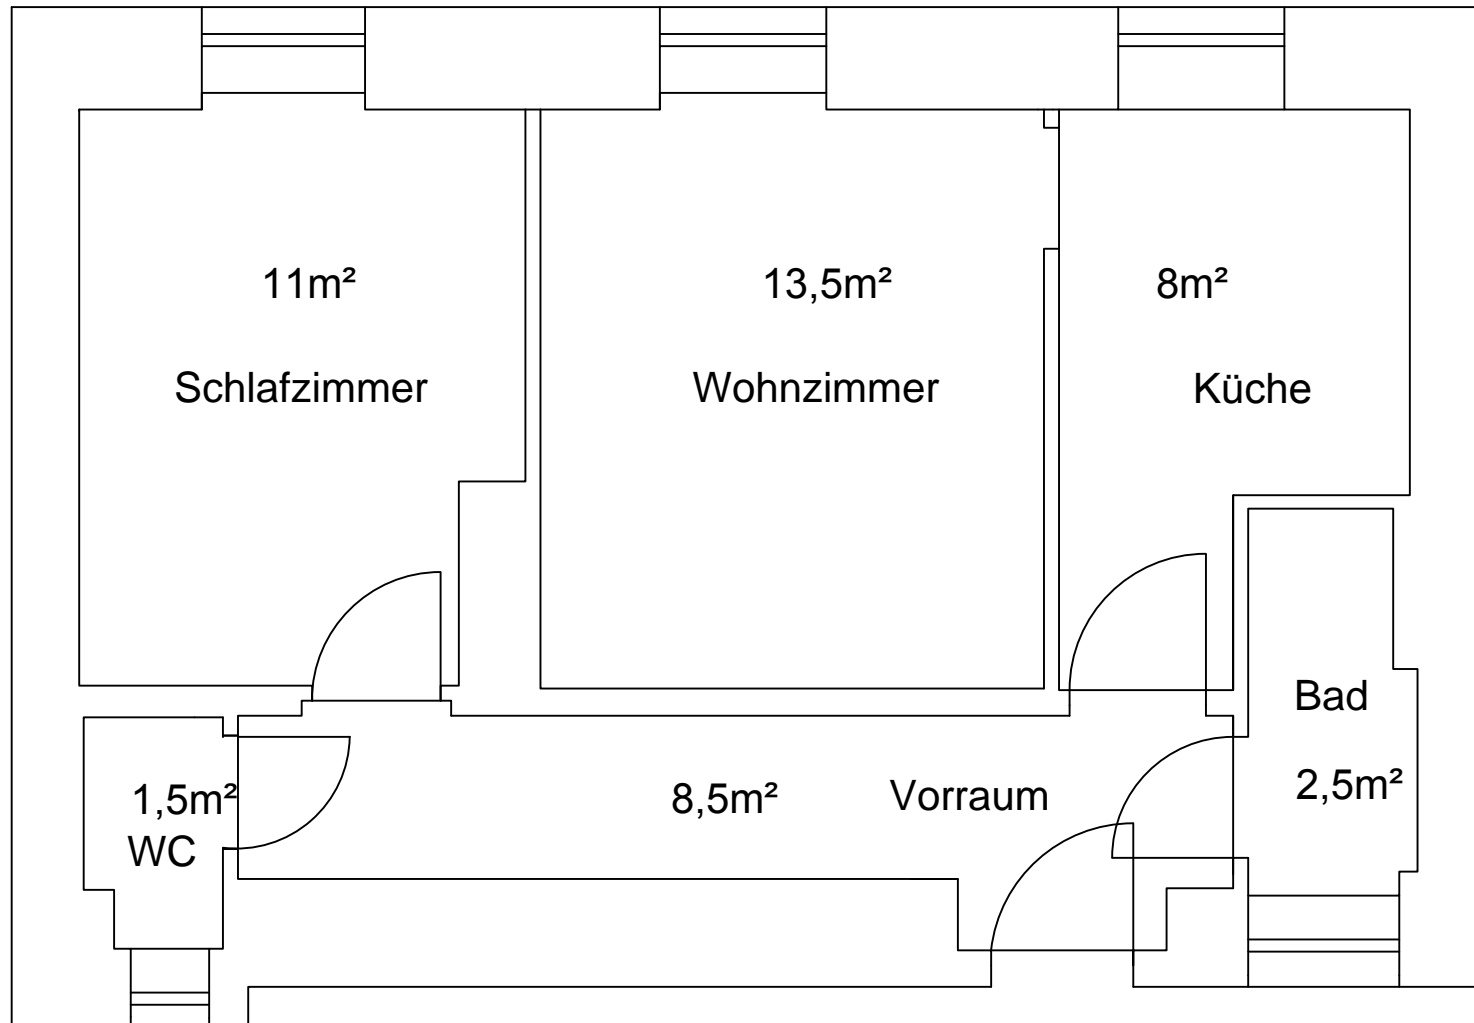 11m²
Schlafzimmer
13,5m²
Wohnzimmer
8m²
Küche
1,5m²
WC
8,5m²
Vorraum
Bad
2,5m²